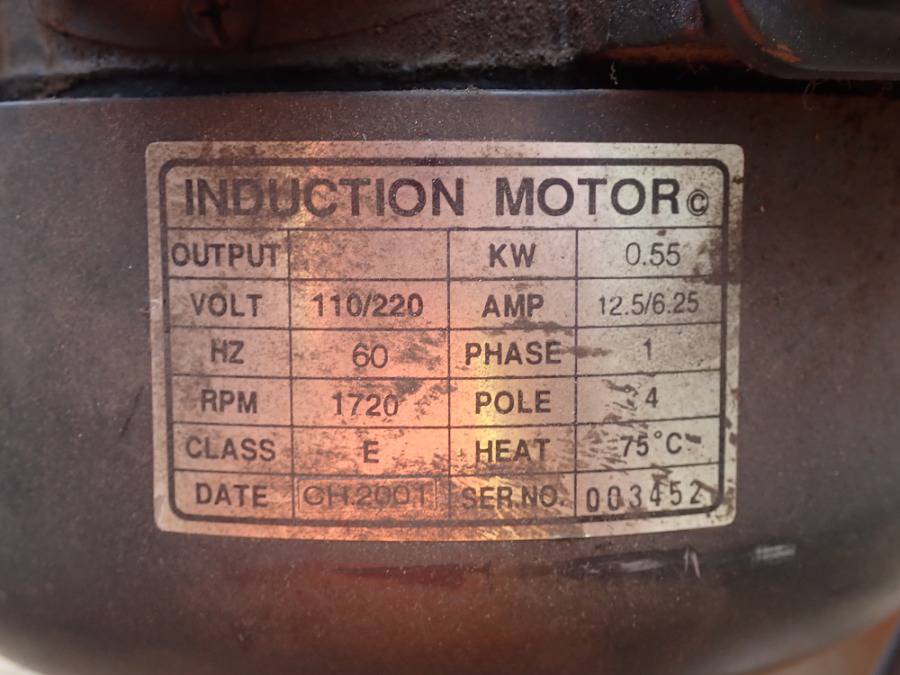 INDUCTION MOTOR ©
OUTPUT KW 0.55
VOLT 110/220 AMP 12.5/6.25
HZ 60 PHASE 1
RPM 1720 POLE 4
CLASS E HEAT 75°C
DATE CH.2001 SER.NO. 003452